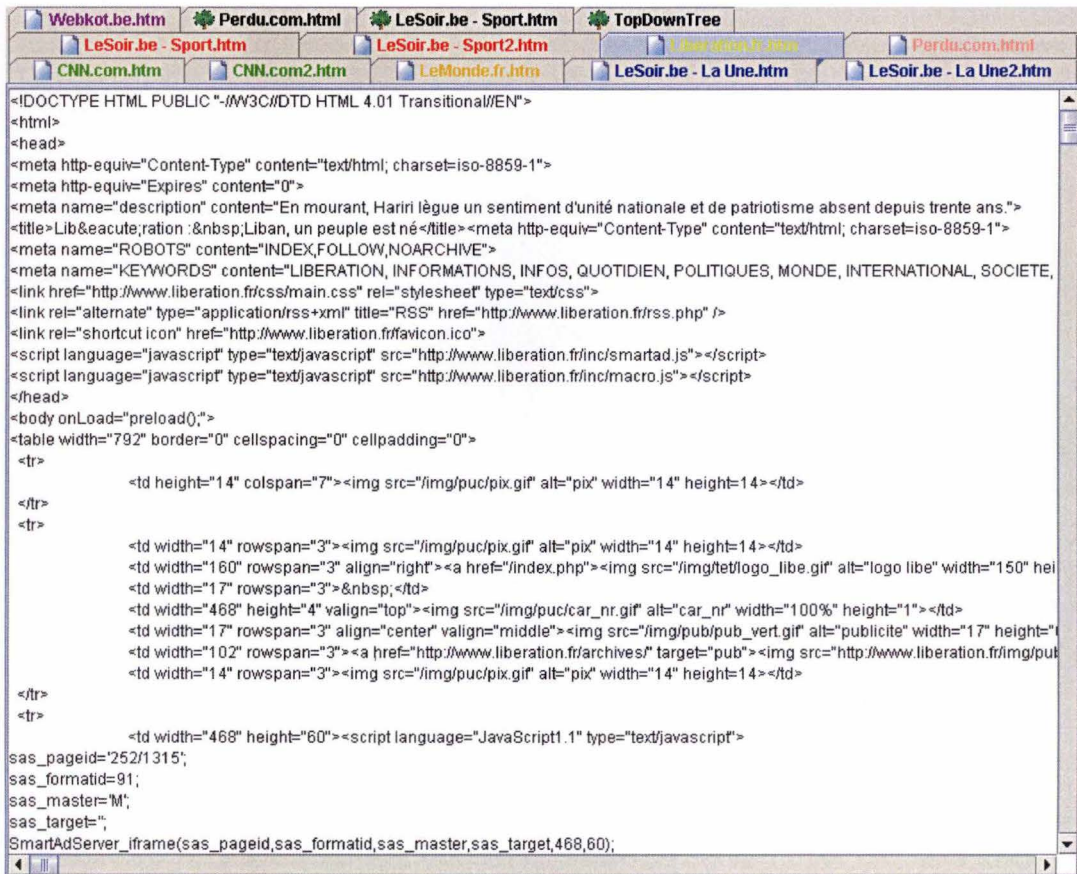 Webkot.be.htm Perdu.com.html LeSoir.be - Sport.htm TopDownTree
LeSoir.be - Sport.htm LeSoir.be - Sport2.htm Liberation.fr.htm Perdu.com.html
CNN.com.htm CNN.com2.htm LeMonde.fr.htm LeSoir.be - La Une.htm LeSoir.be - La Une2.htm
<!DOCTYPE HTML PUBLIC "-//W3C//DTD HTML 4.01 Transitional//EN">
<html>
<head>
<meta http-equiv="Content-Type" content="text/html; charset=iso-8859-1">
<meta http-equiv="Expires" content="0">
<meta name="description" content="En mourant, Hariri lègue un sentiment d'unité nationale et de patriotisme absent depuis trente ans.">
<title>Lib&eacute;ration :&nbsp;Liban, un peuple est né</title><meta http-equiv="Content-Type" content="text/html; charset=iso-8859-1">
<meta name="ROBOTS" content="INDEX,FOLLOW,NOARCHIVE">
<meta name="KEYWORDS" content="LIBERATION, INFORMATIONS, INFOS, QUOTIDIEN, POLITIQUES, MONDE, INTERNATIONAL, SOCIETE,
<link href="http://www.liberation.fr/css/main.css" rel="stylesheet" type="text/css">
<link rel="alternate" type="application/rss+xml" title="RSS" href="http://www.liberation.fr/rss.php" />
<link rel="shortcut icon" href="http://www.liberation.fr/favicon.ico">
<script language="javascript" type="text/javascript" src="http://www.liberation.fr/inc/smartad.js"></script>
<script language="javascript" type="text/javascript" src="http://www.liberation.fr/inc/macro.js"></script>
</head>
<body onLoad="preload();">
<table width="792" border="0" cellspacing="0" cellpadding="0">
<tr>
<td height="14" colspan="7"><img src="/img/puc/pix.gif" alt="pix" width="14" height=14></td>
</tr>
<tr>
<td width="14" rowspan="3"><img src="/img/puc/pix.gif" alt="pix" width="14" height=14></td>
<td width="160" rowspan="3" align="right"><a href="/index.php"><img src="/img/tet/logo_libe.gif" alt="logo libe" width="150" hei
<td width="17" rowspan="3">&nbsp;</td>
<td width="468" height="4" valign="top"><img src="/img/puc/car_nr.gif" alt="car_nr" width="100%" height="1"></td>
<td width="17" rowspan="3" align="center" valign="middle"><img src="/img/pub/pub_vert.gif" alt="publicite" width="17" height="
<td width="102" rowspan="3"><a href="http://www.liberation.fr/archives/" target="pub"><img src="http://www.liberation.fr/img/pub
<td width="14" rowspan="3"><img src="/img/puc/pix.gif" alt="pix" width="14" height=14></td>
</tr>
<tr>
<td width="468" height="60"><script language="JavaScript1.1" type="text/javascript">
sas_pageid='252/1315';
sas_formatid=91;
sas_master='M';
sas_target='';
SmartAdServer_iframe(sas_pageid,sas_formatid,sas_master,sas_target,468,60);